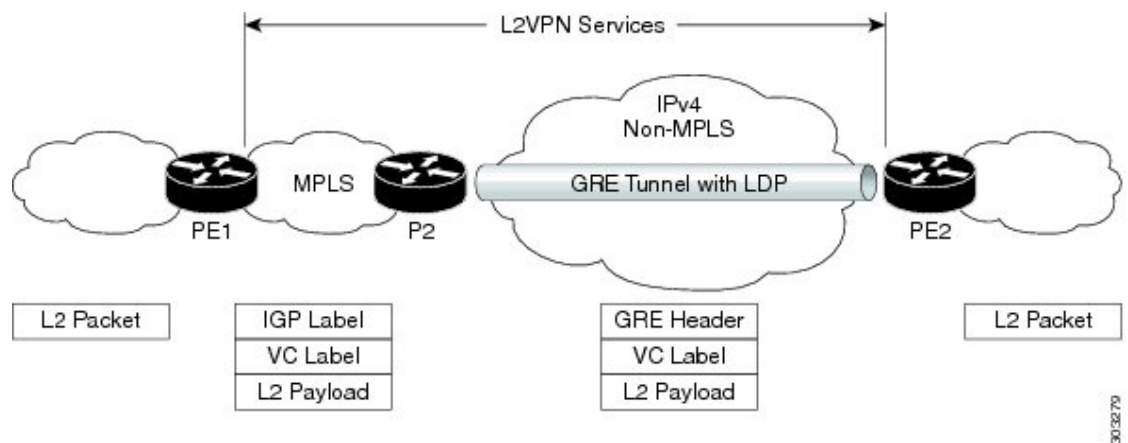 L2VPN Services
IPv4
Non-MPLS
MPLS
GRE Tunnel with LDP
PE1
P2
PE2
L2 Packet
IGP Label
VC Label
L2 Payload
GRE Header
VC Label
L2 Payload
L2 Packet
303279